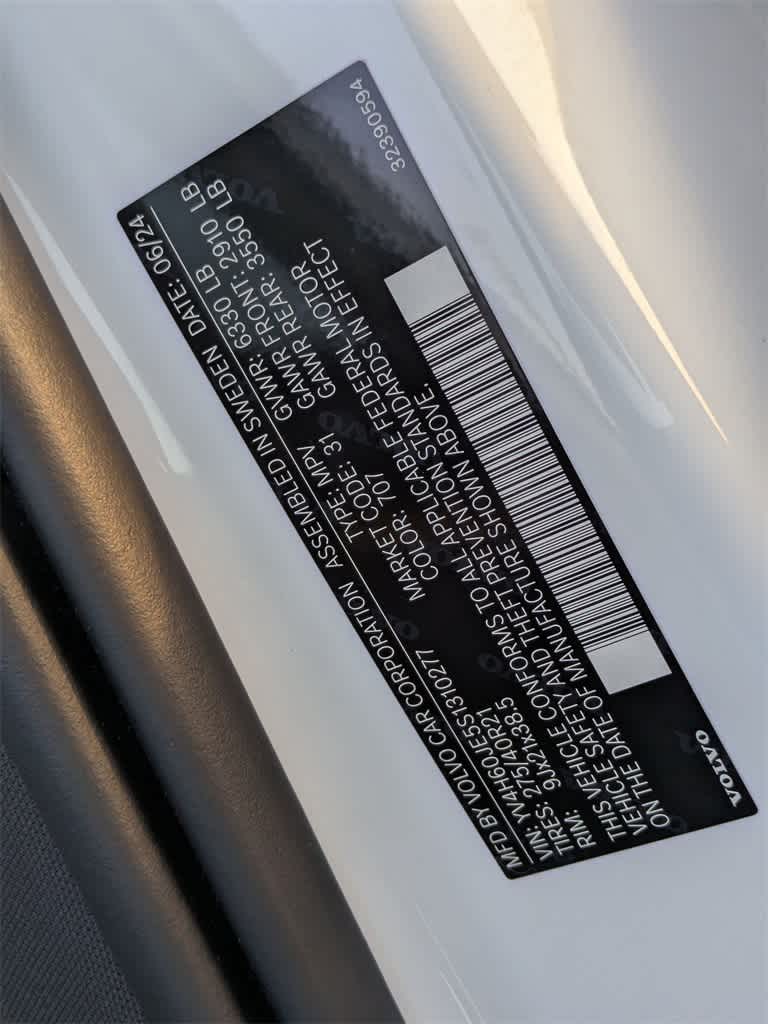 MFD BY VOLVO CAR CORPORATION ASSEMBLED IN SWEDEN DATE: 06/24
VIN: YV4H60JE5S1310277 TYPE: MPV GVWR: 6330 LB
TIRES: 275/40R21 MARKET CODE: 31 GAWR FRONT: 2910 LB
RIM: 9Jx21x38.5 COLOR: 707 GAWR REAR: 3550 LB
THIS VEHICLE CONFORMS TO ALL APPLICABLE FEDERAL MOTOR
VEHICLE SAFETY AND THEFT PREVENTION STANDARDS IN EFFECT
ON THE DATE OF MANUFACTURE SHOWN ABOVE:
VOLVO
32390594